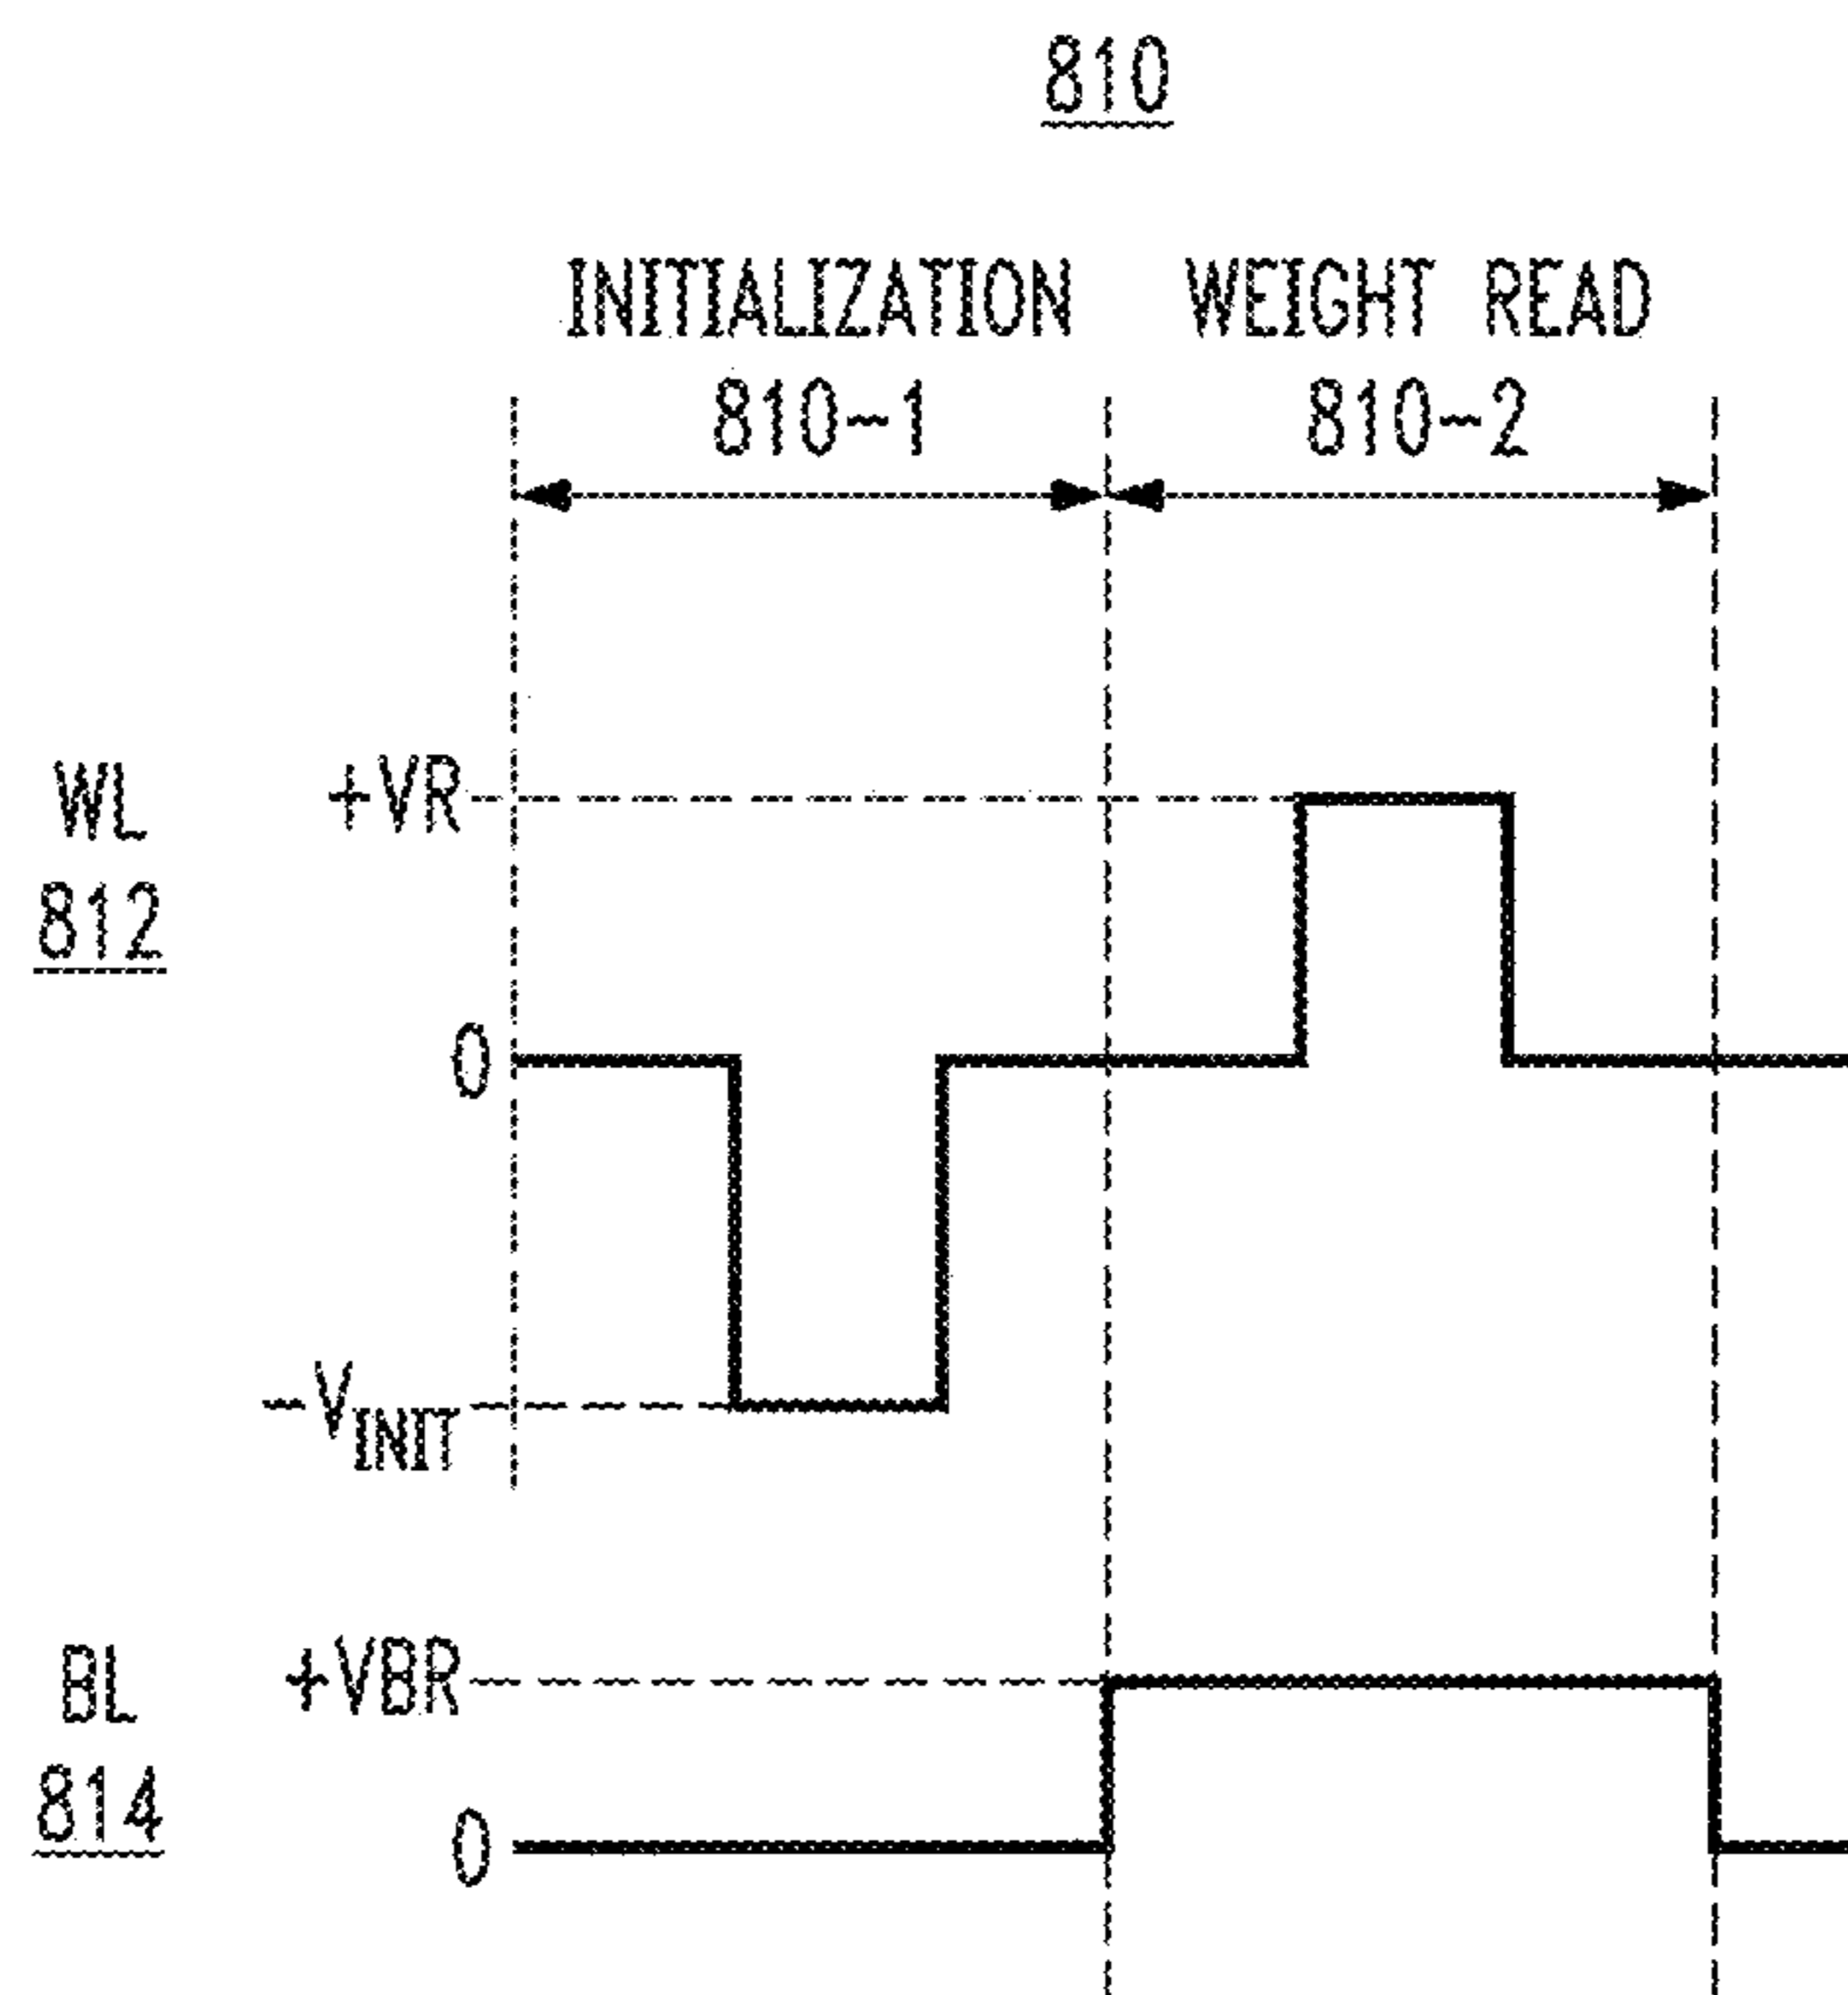 810
INITIALIZATION WEIGHT READ
810-1 810-2
WL +VR
812
0
-VINIT
BL +VBR
814
0